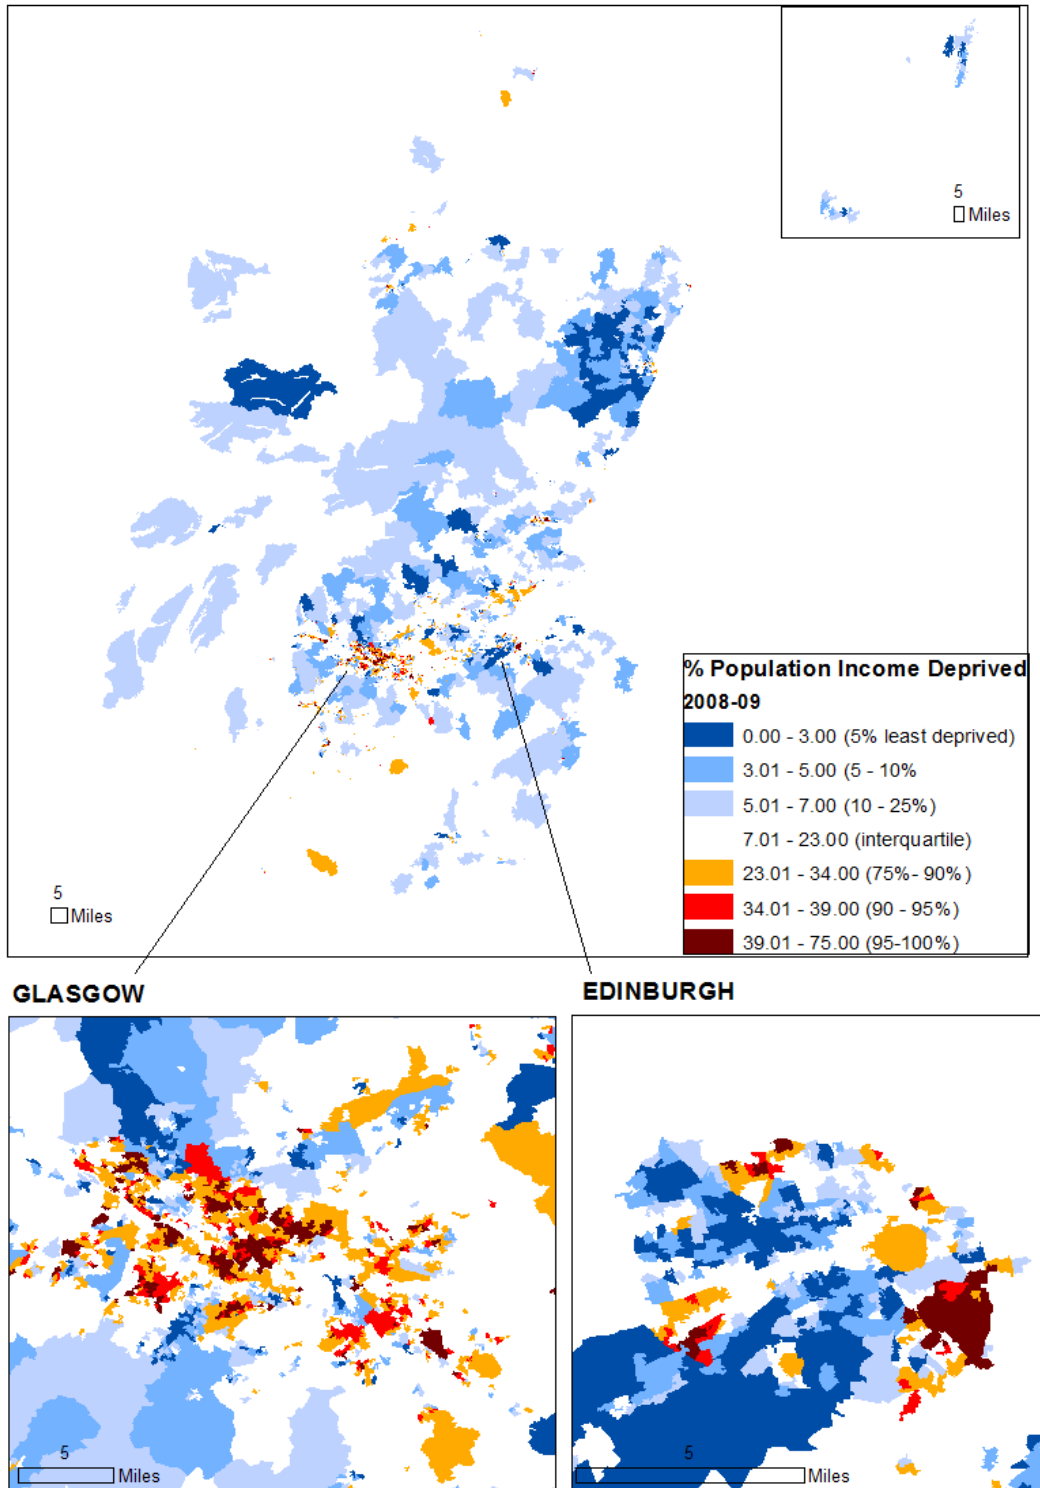 5
Miles
% Population Income Deprived
2008-09
0.00 - 3.00 (5% least deprived)
3.01 - 5.00 (5 - 10%
5.01 - 7.00 (10 - 25%)
7.01 - 23.00 (interquartile)
23.01 - 34.00 (75%- 90%)
34.01 - 39.00 (90 - 95%)
39.01 - 75.00 (95-100%)
5
Miles
GLASGOW
EDINBURGH
5
Miles
5
Miles